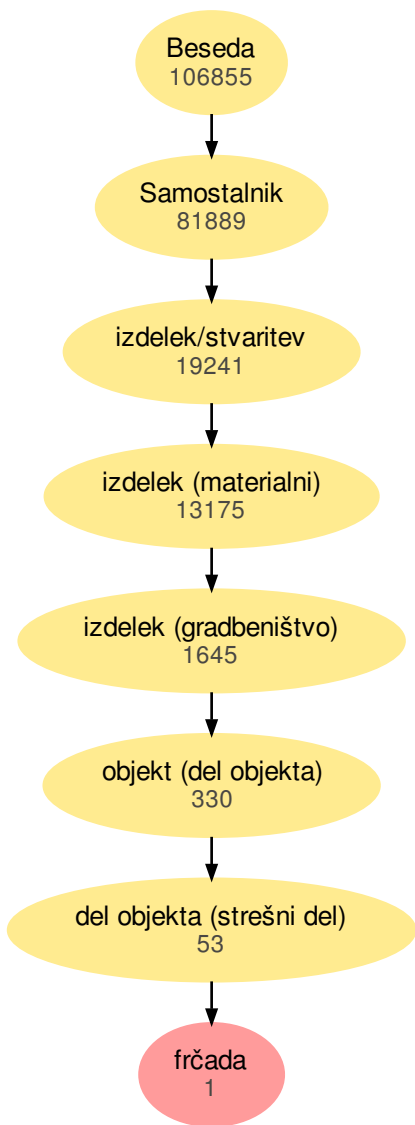 Beseda
106855
Samostalnik
81889
izdelek/stvaritev
19241
izdelek (materialni)
13175
izdelek (gradbeništvo)
1645
objekt (del objekta)
330
del objekta (strešni del)
53
frčada
1